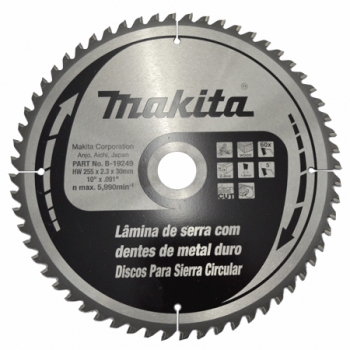 makita
Makita Corporation
Anjo, Aichi, Japan
PART No. B-19249
HW 255 x 2.3 x 30mm
10" x .091"
n max. 5,990min⁻¹
60x
CUT
Lâmina de serra com
dentes de metal duro
Discos Para Sierra Circular